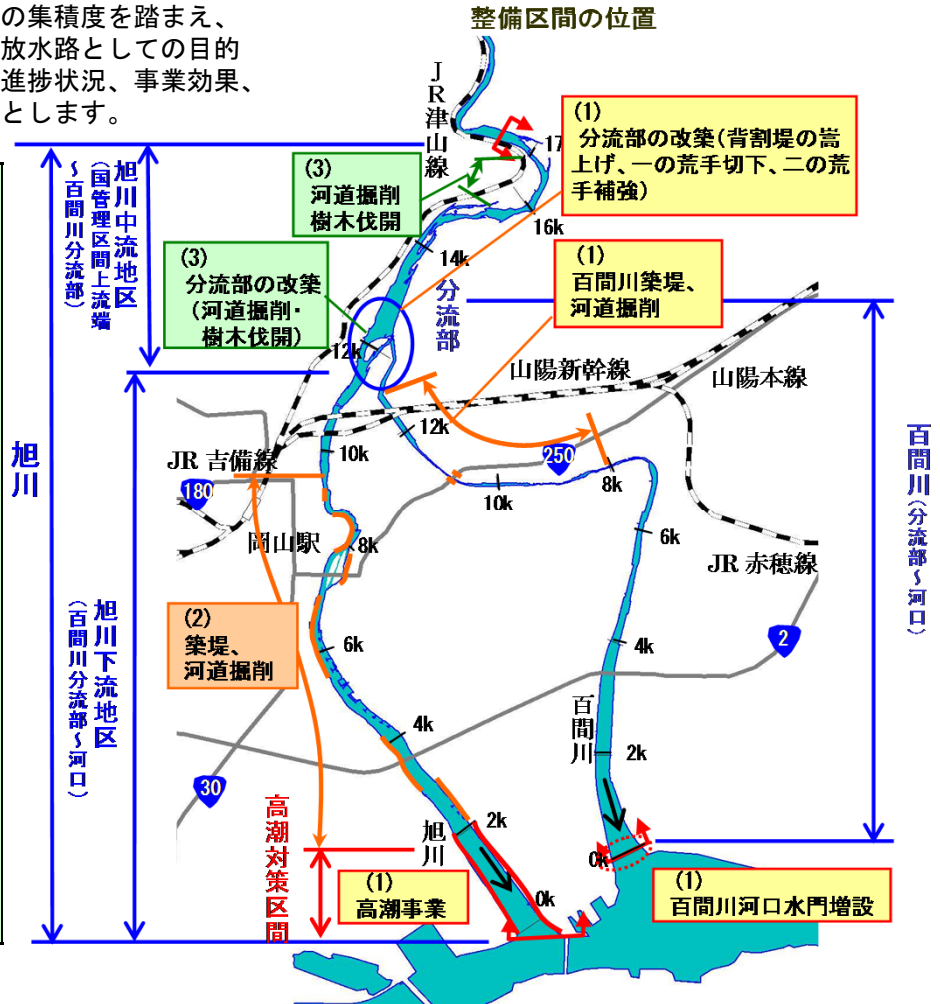 の集積度を踏まえ、
放水路としての目的
進捗状況、事業効果、
とします。
整備区間の位置
JR津山線
(1)
分流部の改築(背割堤の嵩
上げ、一の荒手切下、二の荒
手補強)
17
(3)
河道掘削
樹木伐開
16k
旭川中流地区
(国管理区間上流端
~百間川分流部)
14k
(3)
分流部の改築
(河道掘削・
樹木伐開)
分流部
(1)
百間川築堤、
河道掘削
12k
山陽新幹線
山陽本線
12k
旭川
10k
JR 吉備線
250
百間川(分流部~河口)
180
10k
8k
岡山駅
8k
6k
JR 赤穂線
旭川下流地区
(百間川分流部~河口)
(2)
築堤、
河道掘削
6k
4k
2
百間川
4k
2k
30
高潮対策区間
旭川
2k
0k
(1)
高潮事業
0k
(1)
百間川河口水門増設